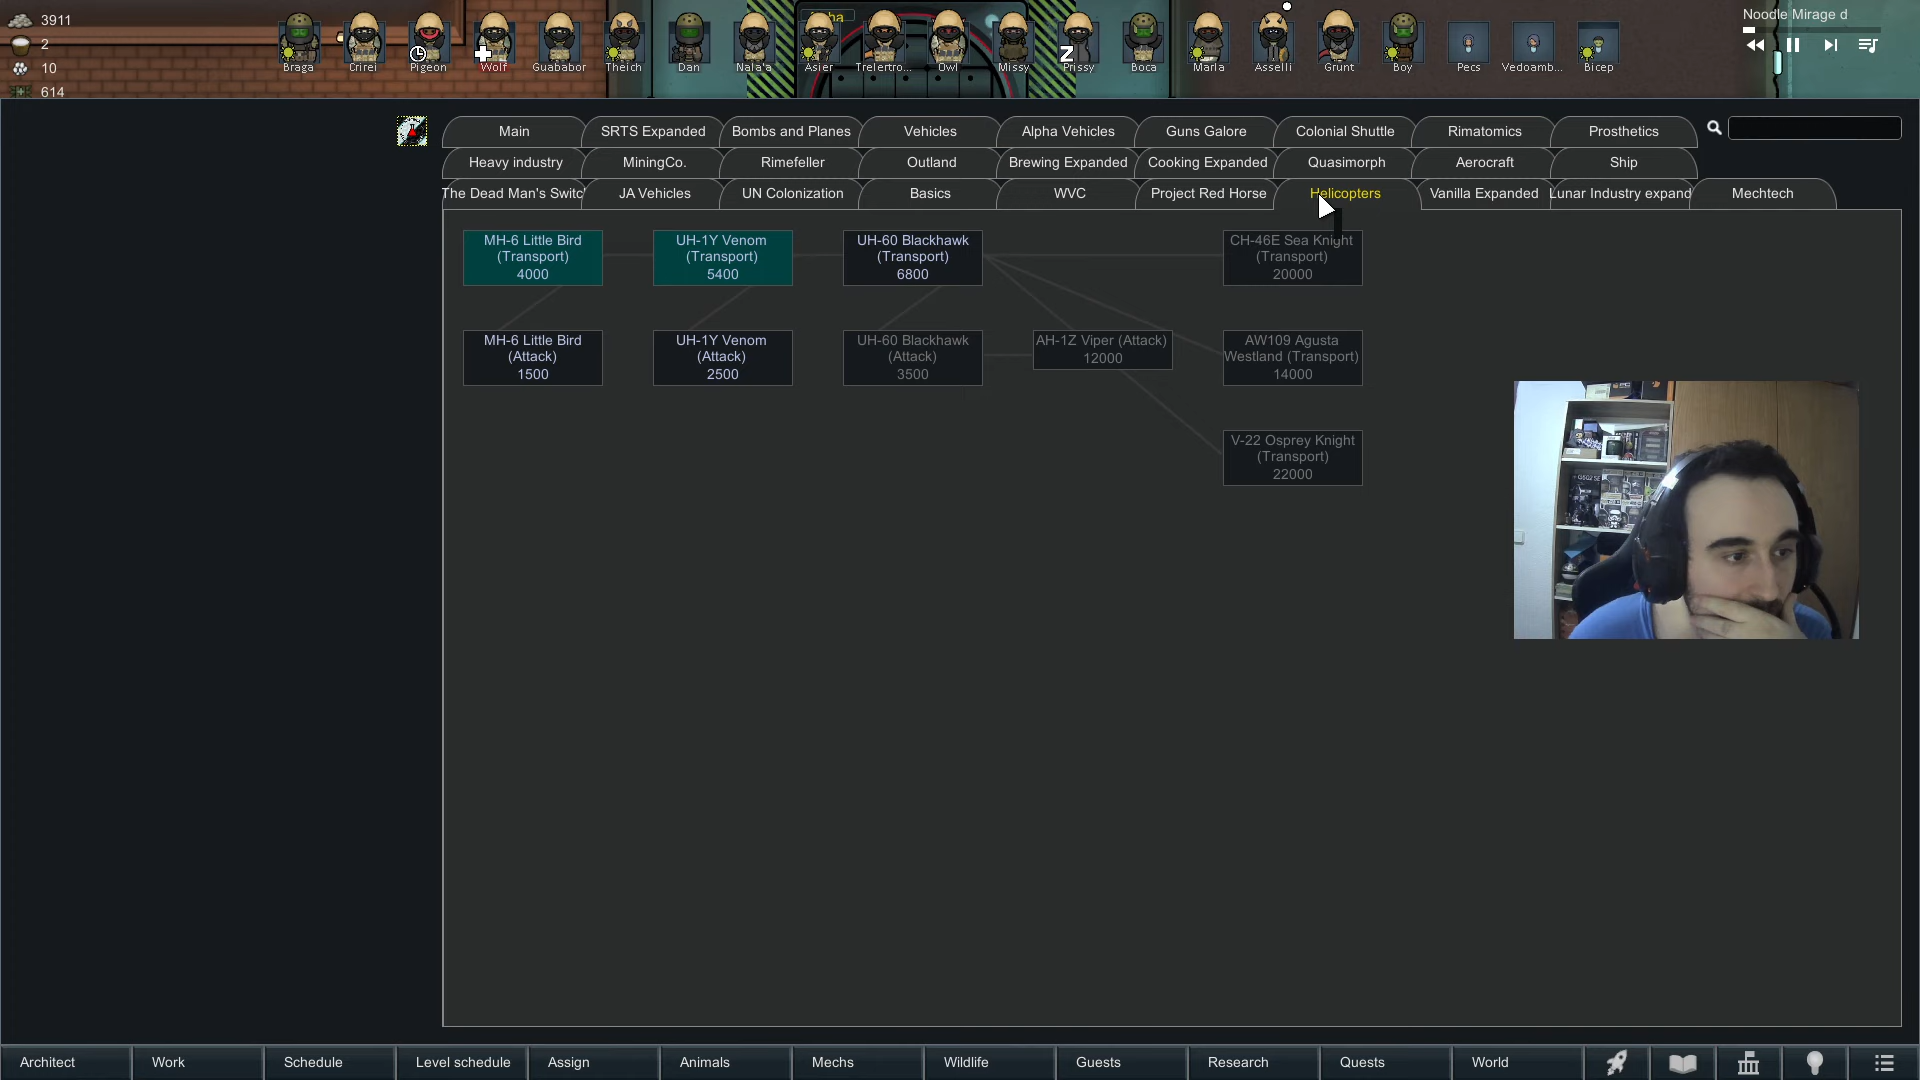 3911
2
10
614
Braga
Crirei
Pigeon
Wolf
Guababor
Theich
Dan
Nala'a
Asier
Trelertro...
Owl
Missy
Prissy
Boca
Marla
Asselli
Grunt
Boy
Pecs
Vedoamb...
Bicep
Z
Noodle Mirage d
Main
SRTS Expanded
Bombs and Planes
Vehicles
Alpha Vehicles
Guns Galore
Colonial Shuttle
Rimatomics
Prosthetics
Heavy industry
MiningCo.
Rimefeller
Outland
Brewing Expanded
Cooking Expanded
Quasimorph
Aerocraft
Ship
The Dead Man's Switc
JA Vehicles
UN Colonization
Basics
WVC
Project Red Horse
Helicopters
Vanilla Expanded
Lunar Industry expand
Mechtech
MH-6 Little Bird
(Transport)
4000
UH-1Y Venom
(Transport)
5400
UH-60 Blackhawk
(Transport)
6800
CH-46E Sea Knight
(Transport)
20000
MH-6 Little Bird
(Attack)
1500
UH-1Y Venom
(Attack)
2500
UH-60 Blackhawk
(Attack)
3500
AH-1Z Viper (Attack)
12000
AW109 Agusta
Westland (Transport)
14000
V-22 Osprey Knight
(Transport)
22000
Architect
Work
Schedule
Level schedule
Assign
Animals
Mechs
Wildlife
Guests
Research
Quests
World